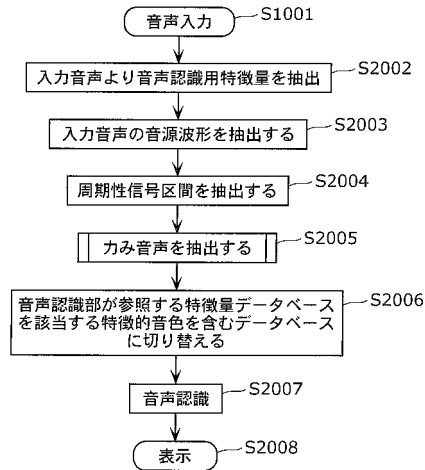 音声入力
S1001
入力音声より音声認識用特徴量を抽出
S2002
入力音声の音源波形を抽出する
S2003
周期性信号区間を抽出する
S2004
力み音声を抽出する
S2005
音声認識部が参照する特徴量データベース
を該当する特徴的音色を含むデータベース
に切り替える
S2006
音声認識
S2007
表示
S2008